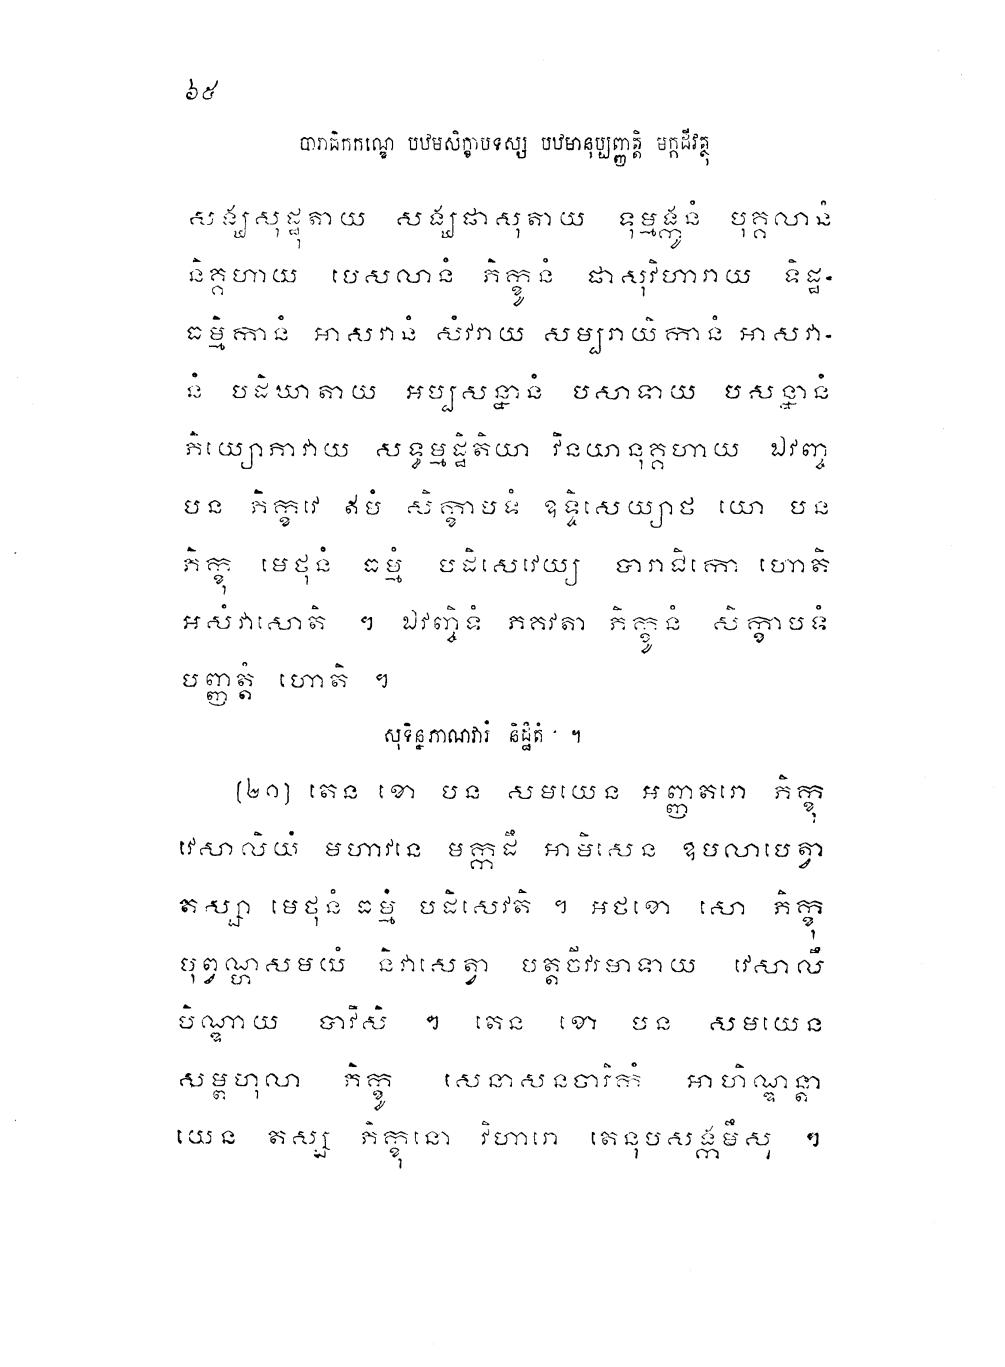 ៦៥
បារាជិកកណ្ឌេ បឋមសិក្ខាបទស្ស បឋមានុប្បញ្ញត្តិ មក្កដីវត្ថុ
សង្ឃសុដ្ឋុតាយ សង្ឃផាសុតាយ ទុម្មង្កូនំ បុគ្គលានំ
និគ្គហាយ បេសលានំ ភិក្ខូនំ ផាសុវិហារាយ ទិដ្ឋ-
ធម្មិកានំ អាសវានំ សំវរាយ សម្បរាយិកានំ អាសវា-
នំ បដិឃាតាយ អប្បសន្នានំ បសាទាយ បសន្នានំ
ភិយ្យោភាវាយ សទ្ធម្មដ្ឋិតិយា វិនយានុគ្គហាយ ឯវញ្ច
បន ភិក្ខវេ ឥមំ សិក្ខាបទំ ឧទ្ទិសេយ្យាថ យោ បន
ភិក្ខុ មេថុនំ ធម្មំ បដិសេវេយ្យ បារាជិកោ ហោតិ
អសំវាសោតិ ។ ឯវញ្ចិទំ ភគវតា ភិក្ខូនំ សិក្ខាបទំ
បញ្ញត្តំ ហោតិ ។
សុទិន្នភាណវារំ និដ្ឋិតំ ។
(២១) តេន ខោ បន សមយេន អញ្ញតរោ ភិក្ខុ
វេសាលិយំ មហាវនេ មក្កដឹ អាមិសេន ឧបលាបេត្វា
តស្សា មេថុនំ ធម្មំ បដិសេវតិ ។ អថខោ សោ ភិក្ខុ
បុព្វណ្ហសមយំ និវាសេត្វា បត្តចីវរមាទាយ វេសាលឹ
បិណ្ឌាយ បាវិសិ ។ តេន ខោ បន សមយេន
សម្ពហុលា ភិក្ខូ សេនាសនចារិកំ អាហិណ្ឌន្តា
យេន តស្ស ភិក្ខុនោ វិហារោ តេនុបសង្កមឹសុ ។